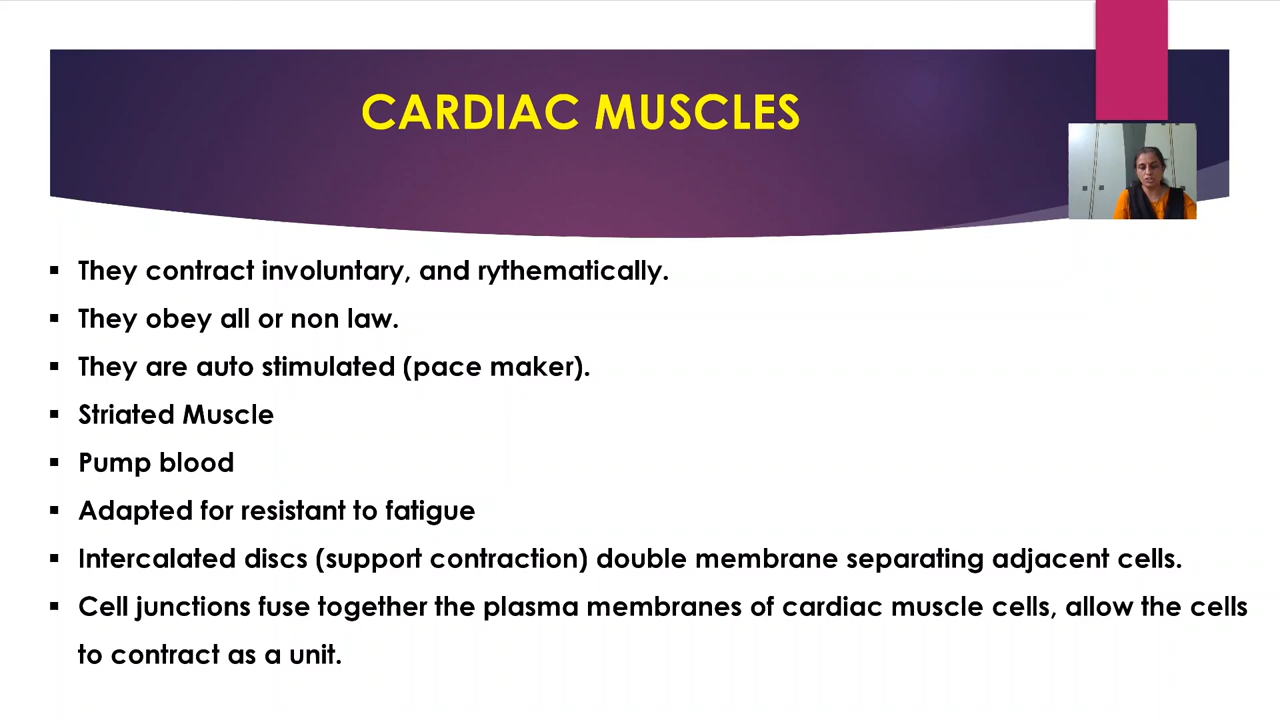 CARDIAC MUSCLES
▪ They contract involuntary, and rythematically.
▪ They obey all or non law.
▪ They are auto stimulated (pace maker).
▪ Striated Muscle
▪ Pump blood
▪ Adapted for resistant to fatigue
▪ Intercalated discs (support contraction) double membrane separating adjacent cells.
▪ Cell junctions fuse together the plasma membranes of cardiac muscle cells, allow the cells
to contract as a unit.